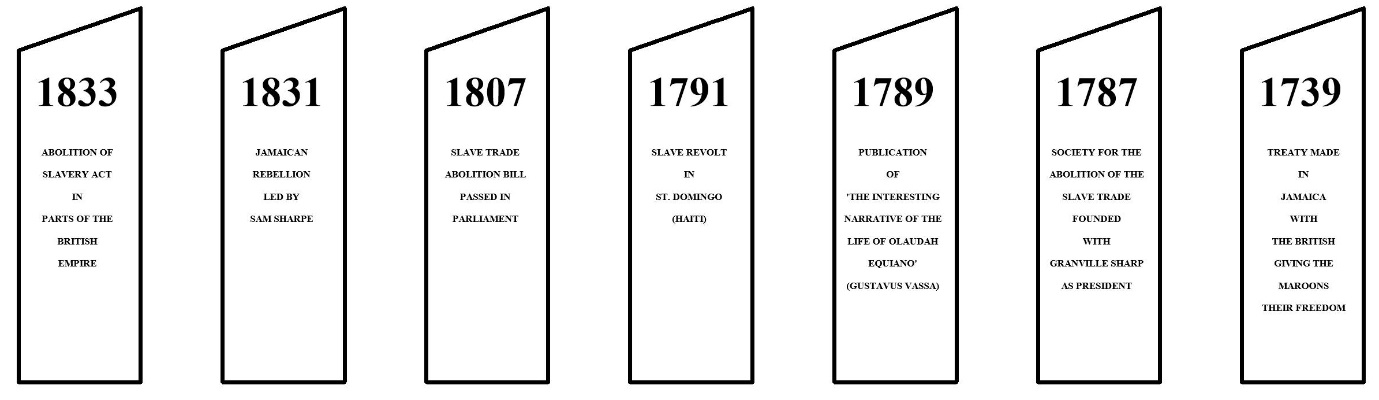 1833
ABOLITION OF
SLAVERY ACT
IN
PARTS OF THE
BRITISH
EMPIRE
1831
JAMAICAN
REBELLION
LED BY
SAM SHARPE
1807
SLAVE TRADE
ABOLITION BILL
PASSED IN
PARLIAMENT
1791
SLAVE REVOLT
IN
ST. DOMINGO
(HAITI)
1789
PUBLICATION
OF
'THE INTERESTING
NARRATIVE OF THE
LIFE OF OLAUDAH
EQUIANO'
(GUSTAVUS VASSA)
1787
SOCIETY FOR THE
ABOLITION OF THE
SLAVE TRADE
FOUNDED
WITH
GRANVILLE SHARP
AS PRESIDENT
1739
TREATY MADE
IN
JAMAICA
WITH
THE BRITISH
GIVING THE
MAROONS
THEIR FREEDOM